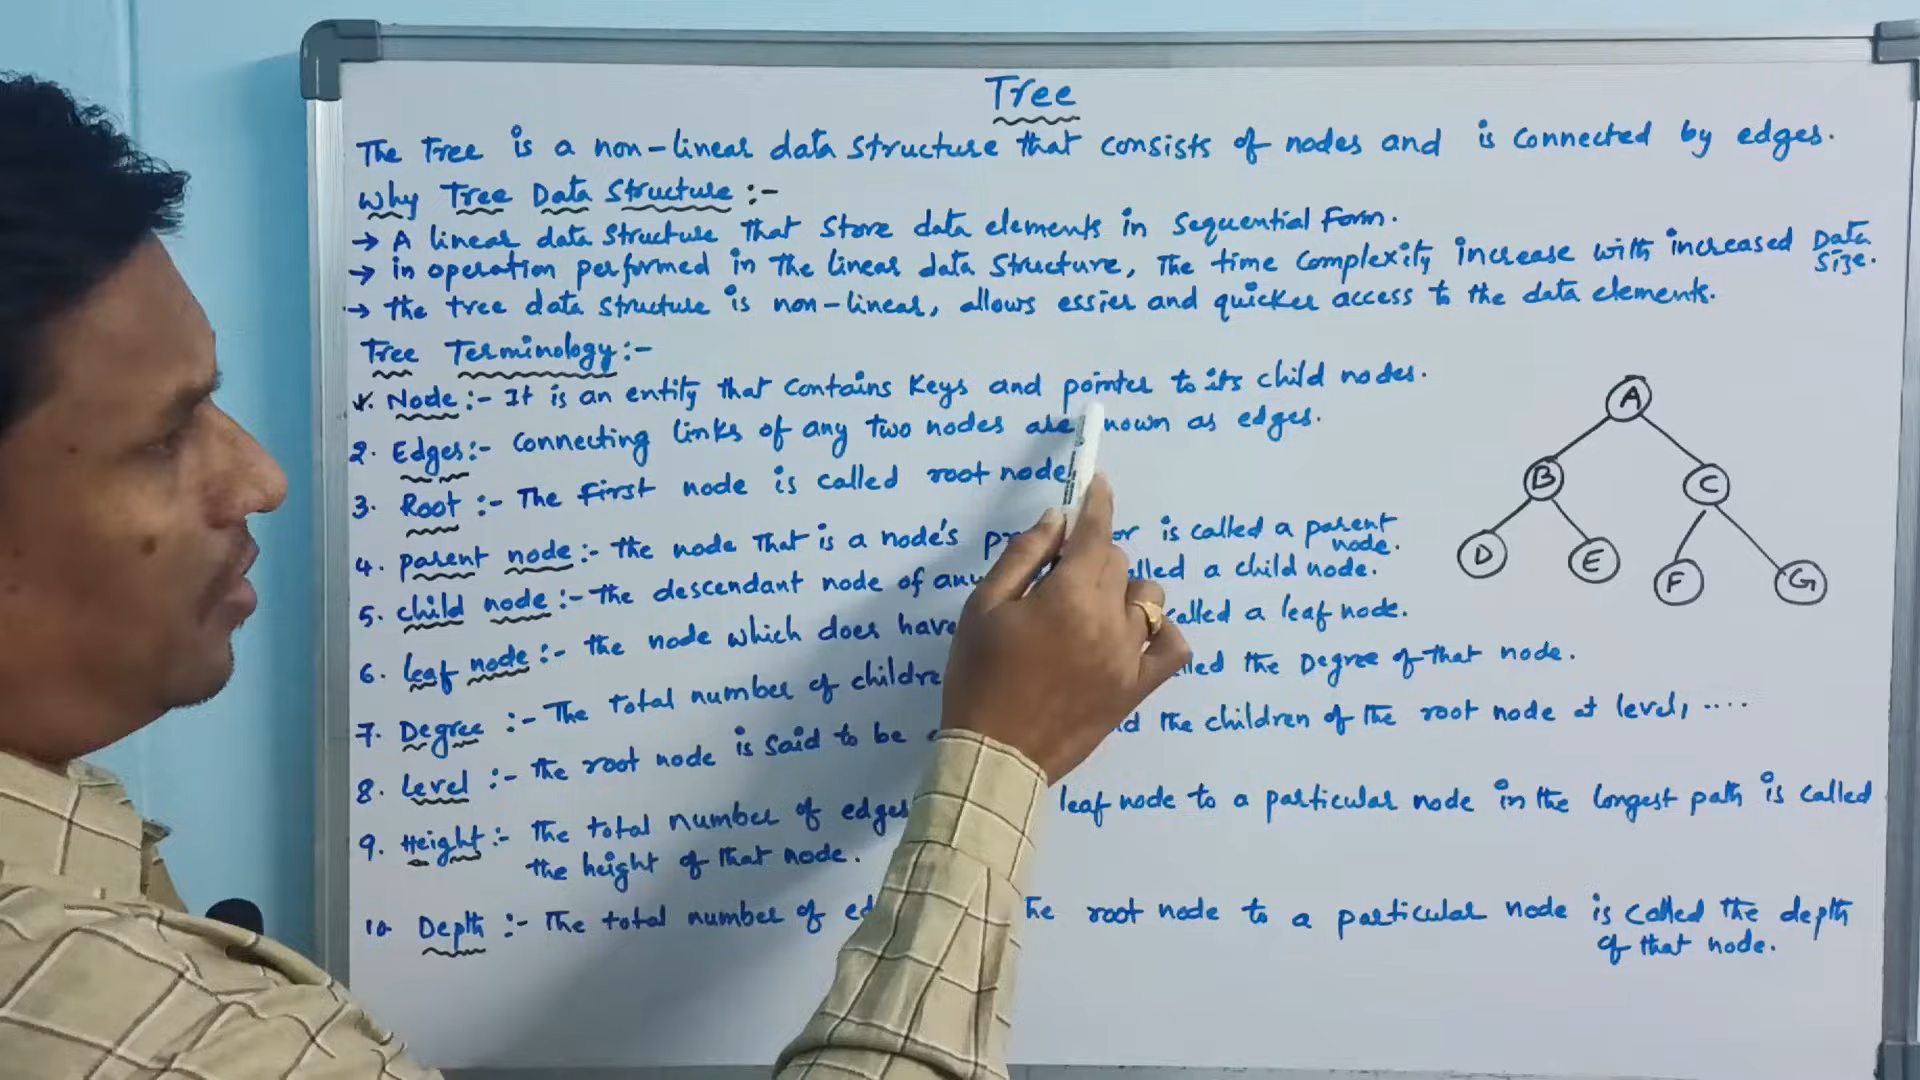 Tree
The Tree is a non-linear data structure that consists of nodes and is connected by edges.
Why Tree Data Structure :-
→ A linear data structure that store data elements in sequential form.
→ in operation performed in the linear data structure, the time complexity increase with increased Data
size.
→ the tree data structure is non-linear, allows essier and quicker access to the data elements.
Tree Terminology :-
1. Node :- It is an entity that contains keys and pointer to its child nodes.
2. Edges :- connecting links of any two nodes are nown as edges.
3. Root :- The first node is called root node
4. parent node :- the node that is a node's is called a parent
node.
5. child node :- the descendant node of any called a child node.
6. leaf node :- the node which does have called a leaf node.
7. Degree :- The total number of the Degree of that node.
8. Level :- the root node is said to be the children of the root node at level, ....
9. Height :- the total number of edges leaf node to a particular node in the longest path is called
the height of that node.
10. Depth :- The total number of root node to a particular node is called the depth
of that node.
A
B C
D E F G